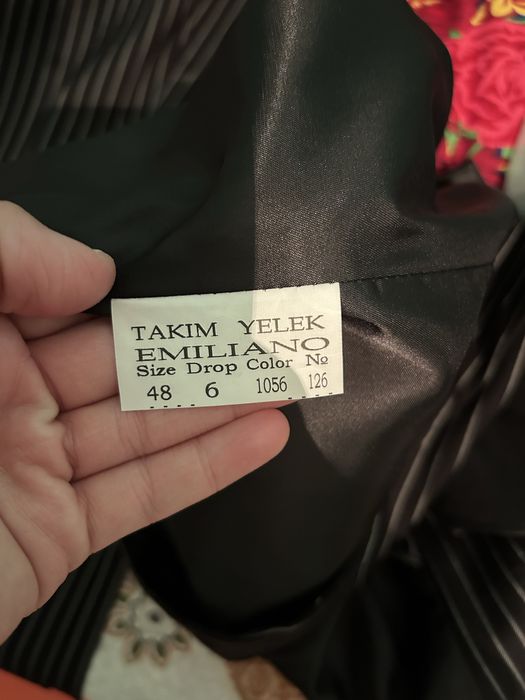 TAKIM YELEK
EMILIANO
Size Drop Color №
48 6 1056 126